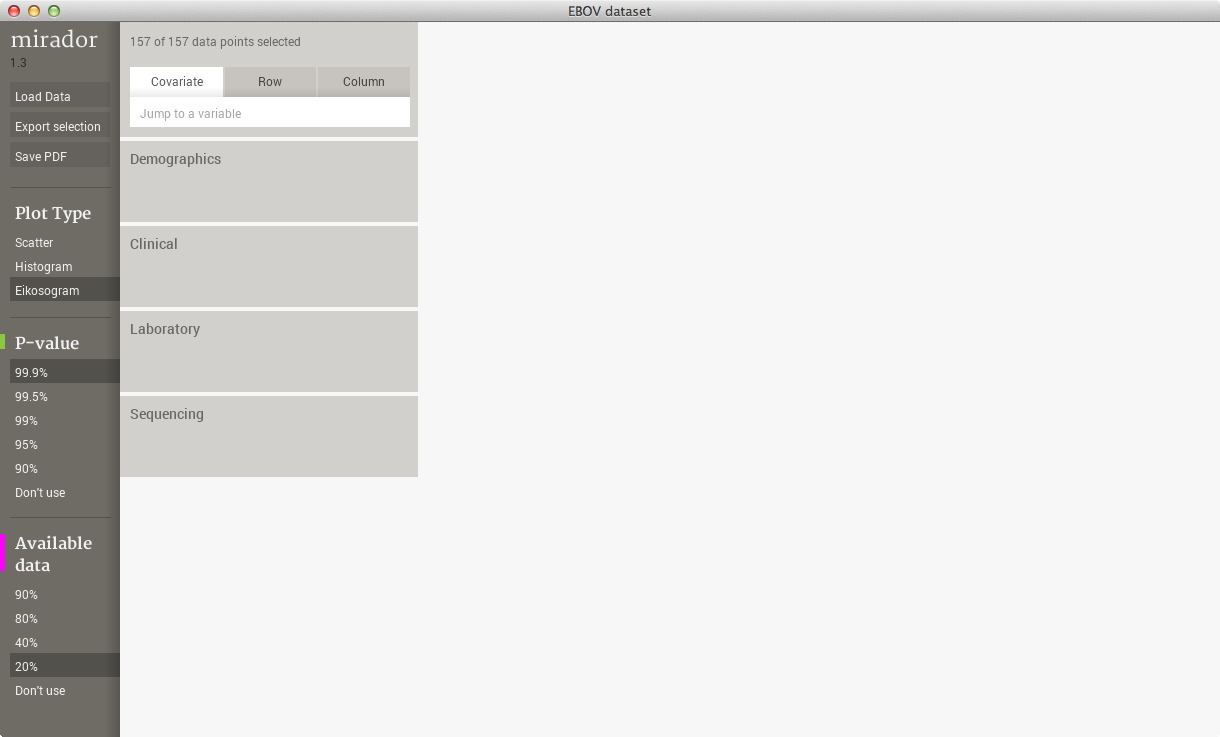 EBOV dataset
mirador
1.3
Load Data
Export selection
Save PDF
Plot Type
Scatter
Histogram
Eikosogram
P-value
99.9%
99.5%
99%
95%
90%
Don't use
Available
data
90%
80%
40%
20%
Don't use
157 of 157 data points selected
Covariate Row Column
Jump to a variable
Demographics
Clinical
Laboratory
Sequencing